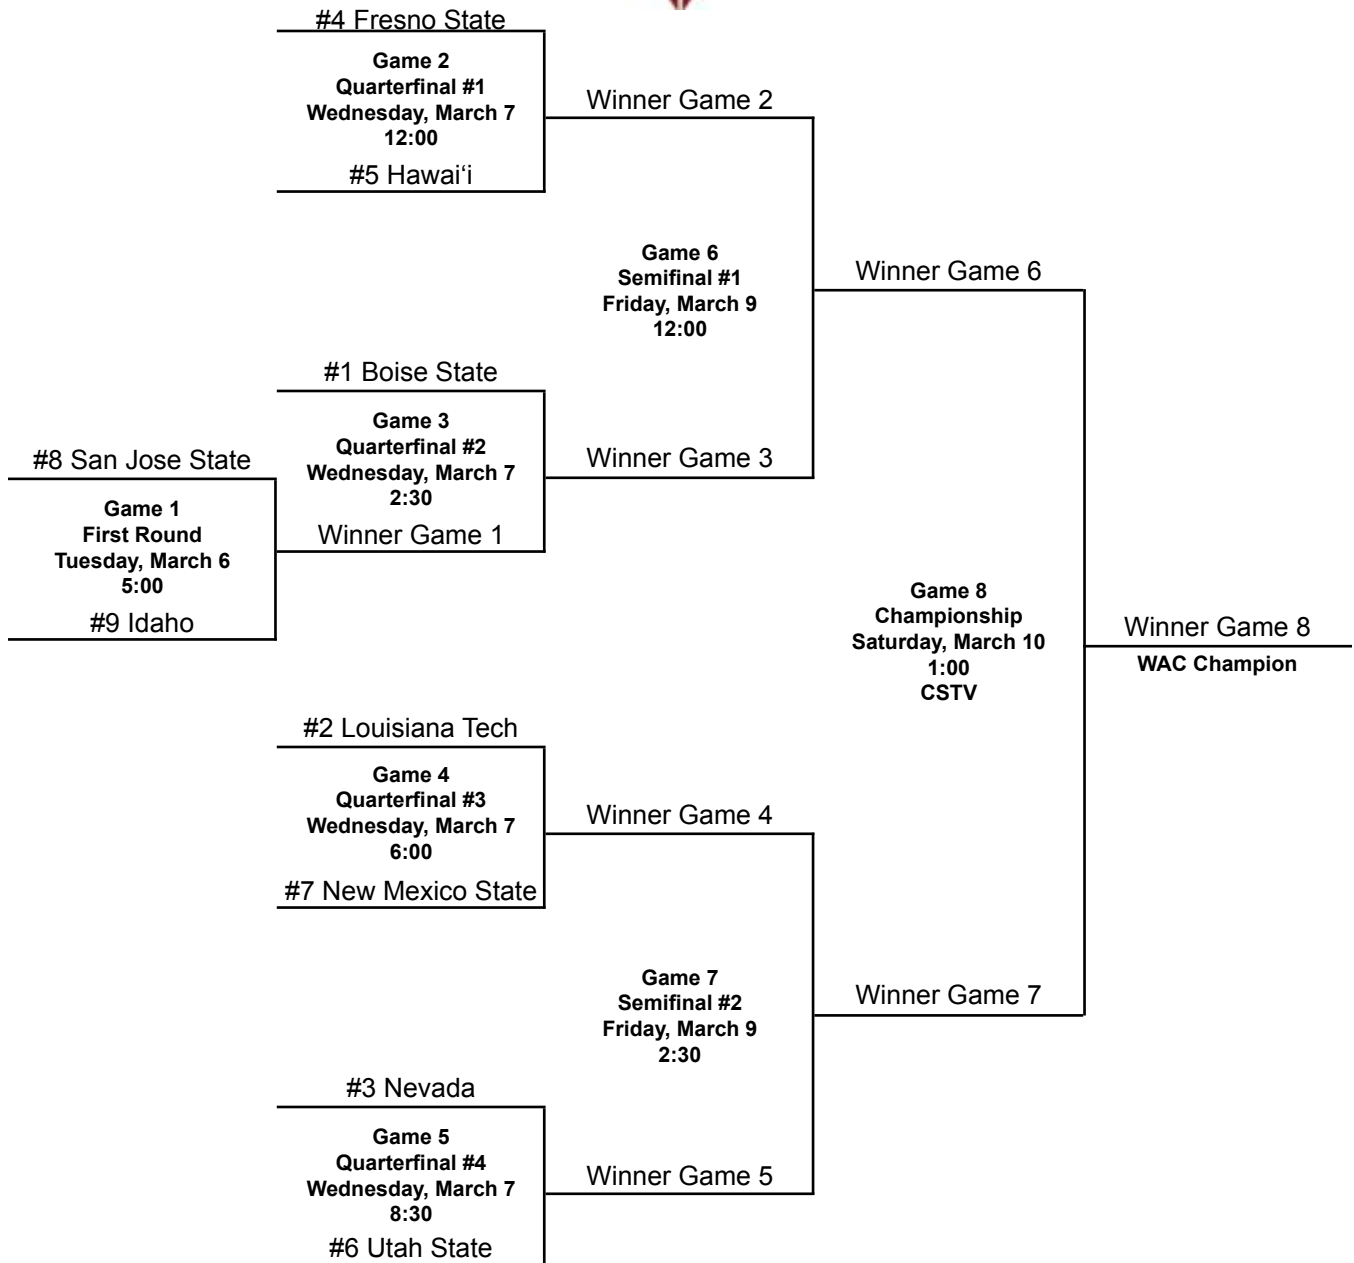 #4 Fresno State
Game 2
Quarterfinal #1
Wednesday, March 7
12:00
#5 Hawai‘i
Winner Game 2
Game 6
Semifinal #1
Friday, March 9
12:00
Winner Game 6
#1 Boise State
Game 3
Quarterfinal #2
Wednesday, March 7
2:30
Winner Game 1
Winner Game 3
#8 San Jose State
Game 1
First Round
Tuesday, March 6
5:00
#9 Idaho
Game 8
Championship
Saturday, March 10
1:00
CSTV
Winner Game 8
WAC Champion
#2 Louisiana Tech
Game 4
Quarterfinal #3
Wednesday, March 7
6:00
#7 New Mexico State
Winner Game 4
Game 7
Semifinal #2
Friday, March 9
2:30
Winner Game 7
#3 Nevada
Game 5
Quarterfinal #4
Wednesday, March 7
8:30
#6 Utah State
Winner Game 5